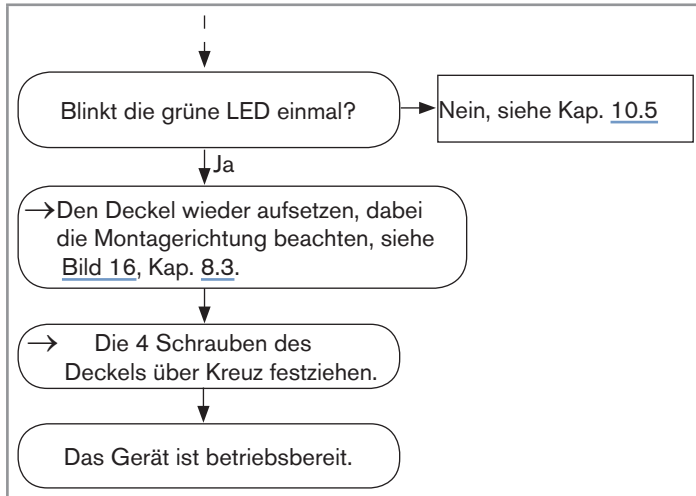 Blinkt die grüne LED einmal?
Nein, siehe Kap. 10.5
Ja
→ Den Deckel wieder aufsetzen, dabei
die Montagerichtung beachten, siehe
Bild 16, Kap. 8.3.
→ Die 4 Schrauben des
Deckels über Kreuz festziehen.
Das Gerät ist betriebsbereit.